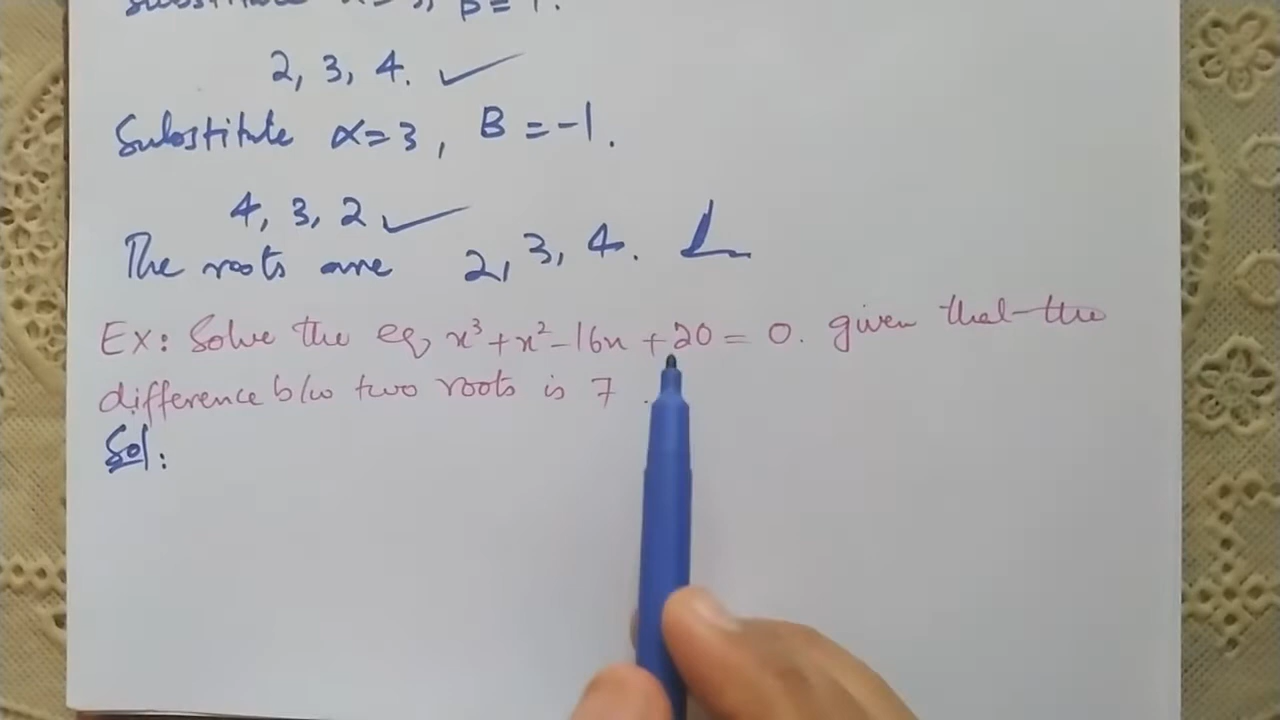 β = 1.
2, 3, 4. ✓
Substitute α=3, B = -1.
4, 3, 2 ✓
The roots are 2, 3, 4.
Ex: Solve the eq x³+x²-16x+20 = 0. given that the
difference b/w two roots is 7.
Sol: